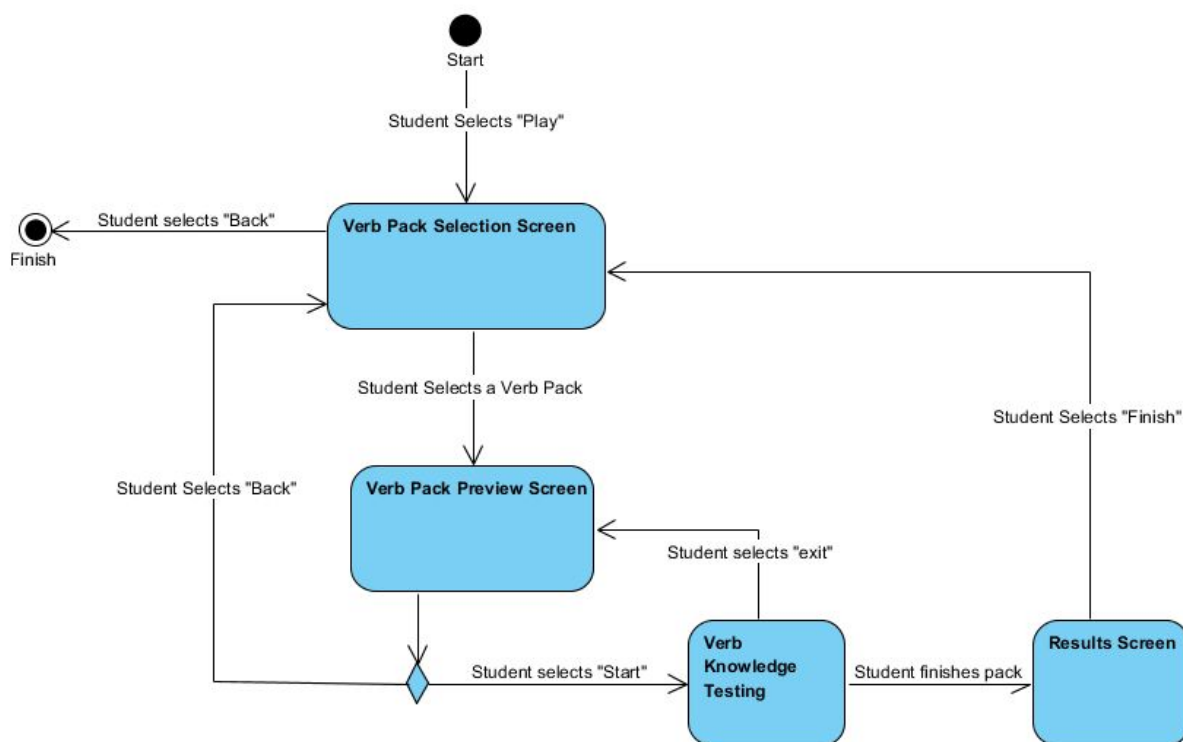 Start
Student Selects "Play"
Student selects "Back"
Verb Pack Selection Screen
Finish
Student Selects a Verb Pack
Student Selects "Finish"
Student Selects "Back"
Verb Pack Preview Screen
Student selects "exit"
Verb
Knowledge
Testing
Results Screen
Student selects "Start"
Student finishes pack